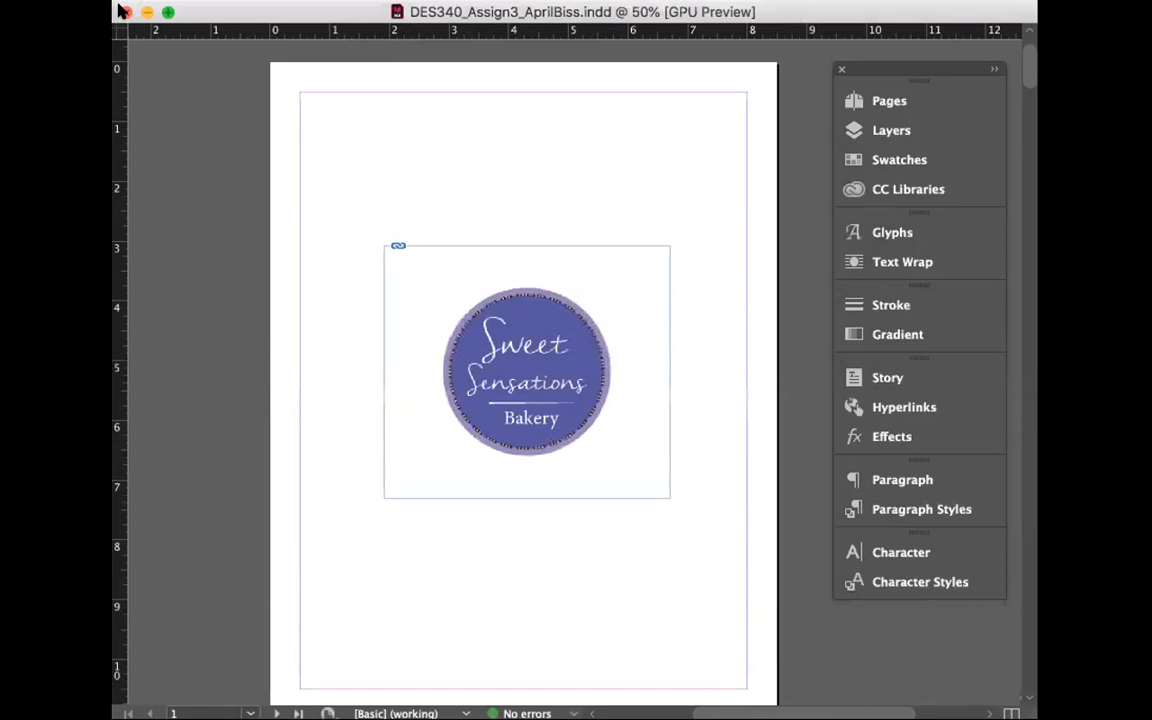 DES340_Assign3_AprilBiss.indd @ 50% [GPU Preview]
2 1 0 1 2 3 4 5 6 7 8 9 10 11 12
0
1
2
3
4
5
6
7
8
9
10
Sweet
Sensations
Bakery
Pages
Layers
Swatches
CC Libraries
Glyphs
Text Wrap
Stroke
Gradient
Story
Hyperlinks
Effects
Paragraph
Paragraph Styles
Character
Character Styles
1 [Basic] (working) No errors